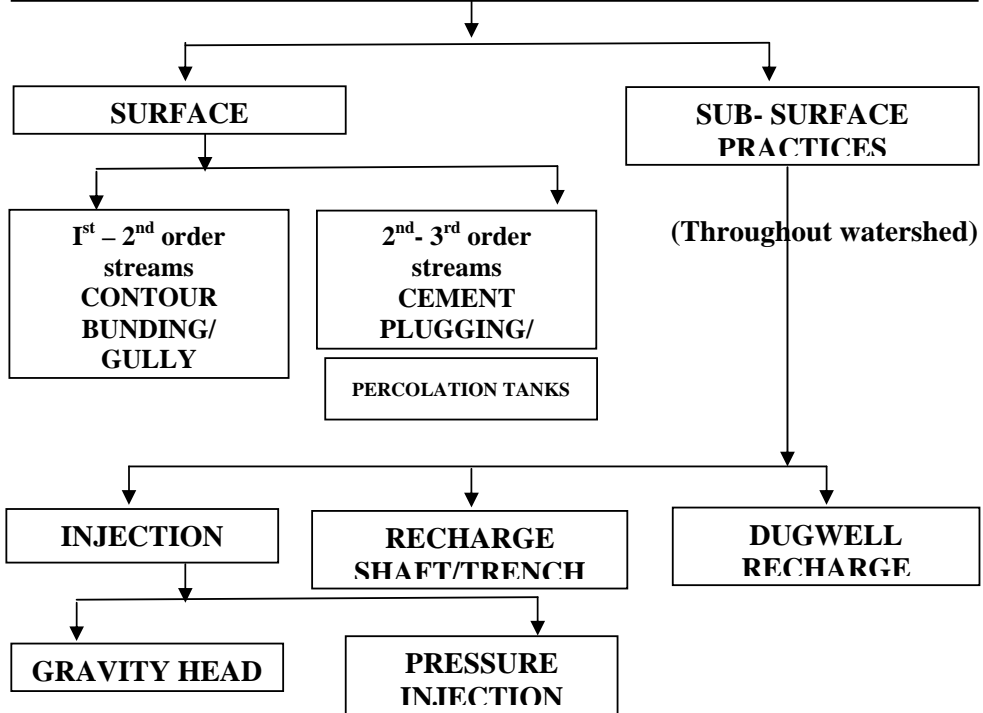 SURFACE
SUB- SURFACE
PRACTICES
Iˢᵗ – 2ⁿᵈ order
streams
CONTOUR
BUNDING/
GULLY
2ⁿᵈ- 3ʳᵈ order
streams
CEMENT
PLUGGING/
(Throughout watershed)
PERCOLATION TANKS
INJECTION
RECHARGE
SHAFT/TRENCH
DUGWELL
RECHARGE
GRAVITY HEAD
PRESSURE
INJECTION